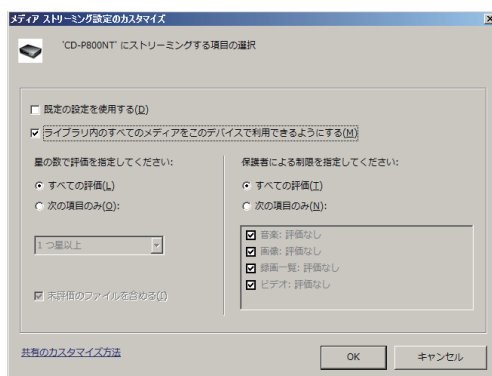 メディア ストリーミング設定のカスタマイズ
'CD-P800NT' にストリーミングする項目の選択
既定の設定を使用する(D)
ライブラリ内のすべてのメディアをこのデバイスで利用できるようにする(M)
星の数で評価を指定してください:
すべての評価(L)
次の項目のみ(O):
1 つ星以上
未評価のファイルを含める(I)
保護者による制限を指定してください:
すべての評価(T)
次の項目のみ(N):
音楽: 評価なし
画像: 評価なし
録画一覧: 評価なし
ビデオ: 評価なし
共有のカスタマイズ方法
OK
キャンセル